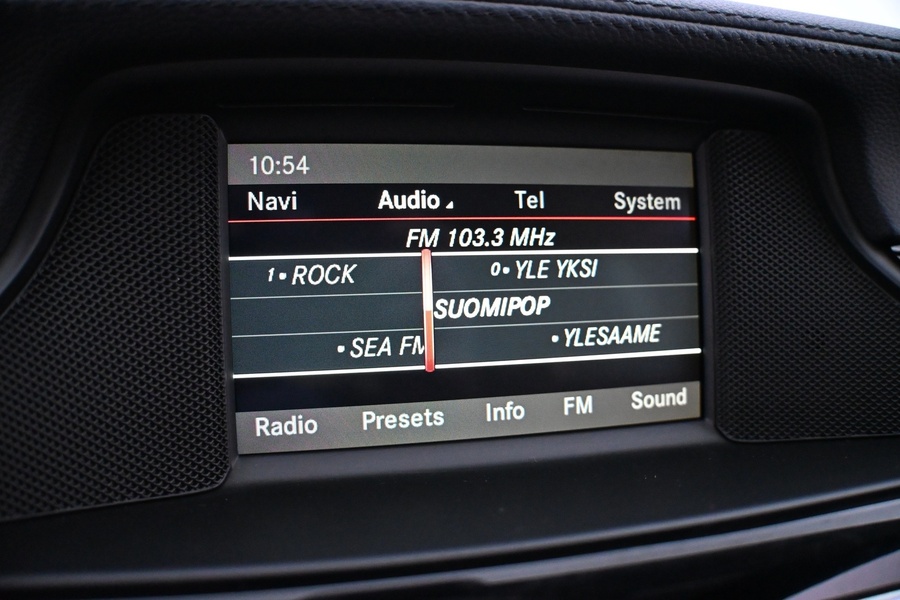 10:54
Navi Audio Tel System
FM 103.3 MHz
1• ROCK 0• YLE YKSI
SUOMIPOP
• SEA FM • YLESAAME
Radio Presets Info FM Sound